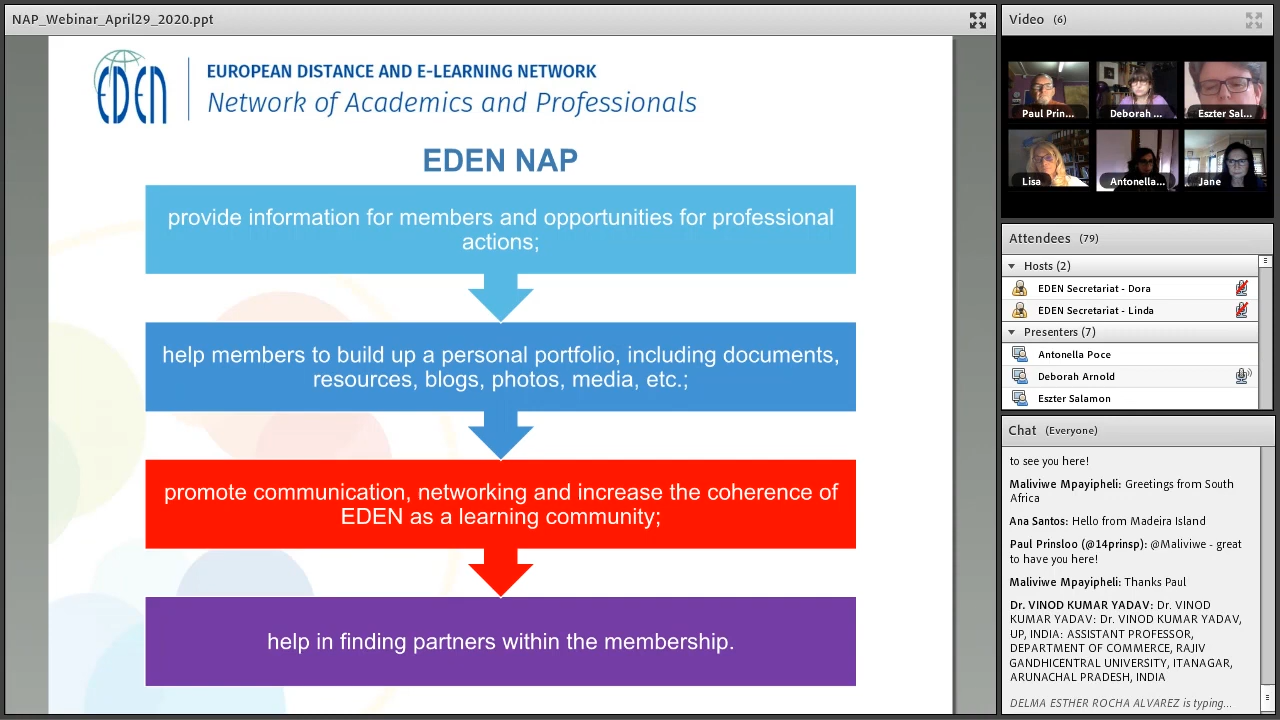 NAP_Webinar_April29_2020.ppt
EDEN
EUROPEAN DISTANCE AND E-LEARNING NETWORK
Network of Academics and Professionals
EDEN NAP
provide information for members and opportunities for professional
actions;
help members to build up a personal portfolio, including documents,
resources, blogs, photos, media, etc.;
promote communication, networking and increase the coherence of
EDEN as a learning community;
help in finding partners within the membership.
Video (6)
Paul Prin...
Deborah ...
Eszter Sal...
Lisa
Antonella...
Jane
Attendees (79)
Hosts (2)
EDEN Secretariat - Dora
EDEN Secretariat - Linda
Presenters (7)
Antonella Poce
Deborah Arnold
Eszter Salamon
Chat (Everyone)
to see you here!
Maliviwe Mpayipheli: Greetings from South
Africa
Ana Santos: Hello from Madeira Island
Paul Prinsloo (@14prinsp): @Maliviwe - great
to have you here!
Maliviwe Mpayipheli: Thanks Paul
Dr. VINOD KUMAR YADAV: Dr. VINOD
KUMAR YADAV: Dr. VINOD KUMAR YADAV,
UP, INDIA: ASSISTANT PROFESSOR,
DEPARTMENT OF COMMERCE, RAJIV
GANDHICENTRAL UNIVERSITY, ITANAGAR,
ARUNACHAL PRADESH, INDIA
DELMA ESTHER ROCHA ALVAREZ is typing...